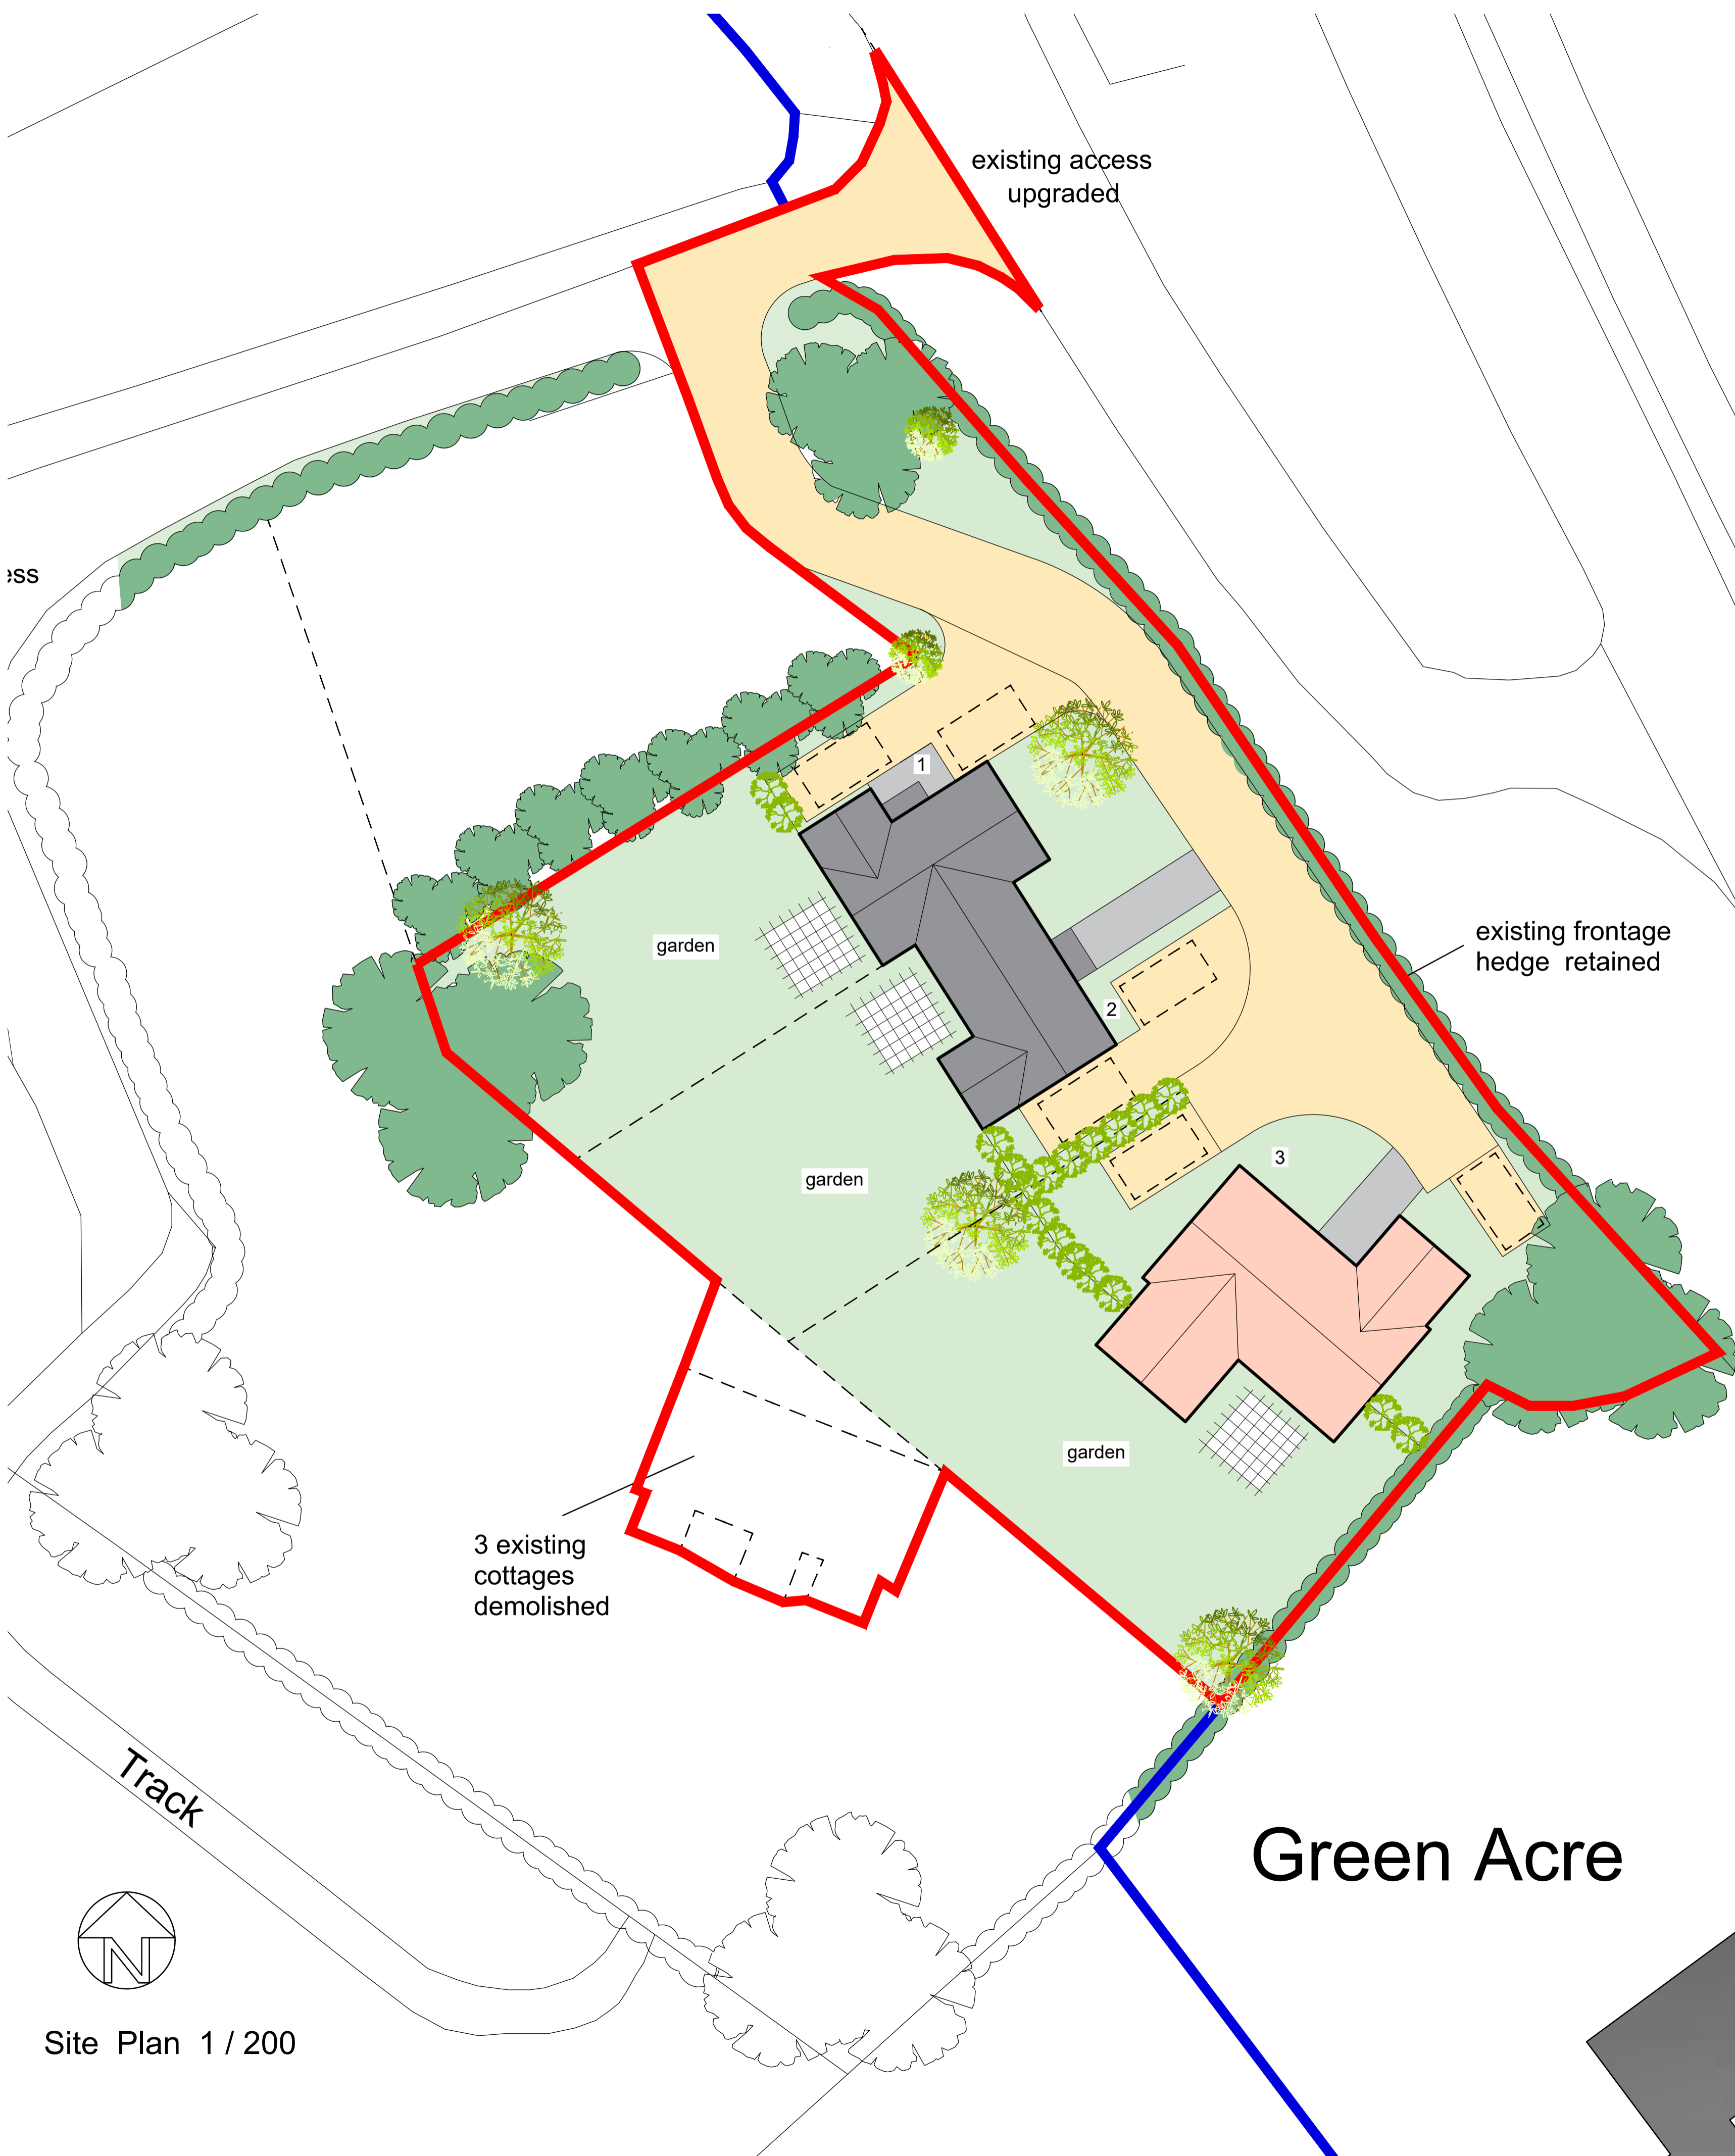 existing access
upgraded
ess
1
garden
existing frontage
hedge retained
2
3
garden
garden
3 existing
cottages
demolished
Track
Green Acre
N
Site Plan 1 / 200